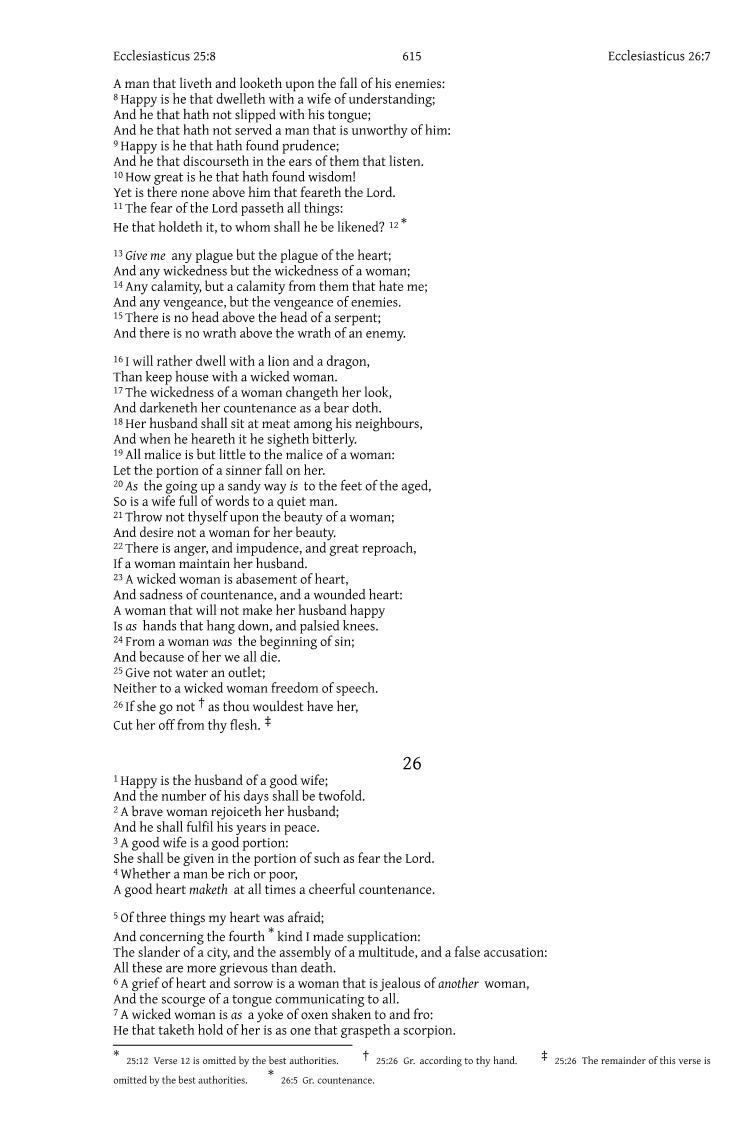 Ecclesiasticus 25:8 615 Ecclesiasticus 26:7
A man that liveth and looketh upon the fall of his enemies:
8 Happy is he that dwelleth with a wife of understanding;
And he that hath not slipped with his tongue;
And he that hath not served a man that is unworthy of him:
9 Happy is he that hath found prudence;
And he that discourseth in the ears of them that listen.
10 How great is he that hath found wisdom!
Yet is there none above him that feareth the Lord.
11 The fear of the Lord passeth all things:
He that holdeth it, to whom shall he be likened? 12 *
13 Give me any plague but the plague of the heart;
And any wickedness but the wickedness of a woman;
14 Any calamity, but a calamity from them that hate me;
And any vengeance, but the vengeance of enemies.
15 There is no head above the head of a serpent;
And there is no wrath above the wrath of an enemy.
16 I will rather dwell with a lion and a dragon,
Than keep house with a wicked woman.
17 The wickedness of a woman changeth her look,
And darkeneth her countenance as a bear doth.
18 Her husband shall sit at meat among his neighbours,
And when he heareth it he sigheth bitterly.
19 All malice is but little to the malice of a woman:
Let the portion of a sinner fall on her.
20 As the going up a sandy way is to the feet of the aged,
So is a wife full of words to a quiet man.
21 Throw not thyself upon the beauty of a woman;
And desire not a woman for her beauty.
22 There is anger, and impudence, and great reproach,
If a woman maintain her husband.
23 A wicked woman is abasement of heart,
And sadness of countenance, and a wounded heart:
A woman that will not make her husband happy
Is as hands that hang down, and palsied knees.
24 From a woman was the beginning of sin;
And because of her we all die.
25 Give not water an outlet;
Neither to a wicked woman freedom of speech.
26 If she go not † as thou wouldest have her,
Cut her off from thy flesh. ‡
26
1 Happy is the husband of a good wife;
And the number of his days shall be twofold.
2 A brave woman rejoiceth her husband;
And he shall fulfil his years in peace.
3 A good wife is a good portion:
She shall be given in the portion of such as fear the Lord.
4 Whether a man be rich or poor,
A good heart maketh at all times a cheerful countenance.
5 Of three things my heart was afraid;
And concerning the fourth * kind I made supplication:
The slander of a city, and the assembly of a multitude, and a false accusation:
All these are more grievous than death.
6 A grief of heart and sorrow is a woman that is jealous of another woman,
And the scourge of a tongue communicating to all.
7 A wicked woman is as a yoke of oxen shaken to and fro:
He that taketh hold of her is as one that graspeth a scorpion.
* 25:12 Verse 12 is omitted by the best authorities. † 25:26 Gr. according to thy hand. ‡ 25:26 The remainder of this verse is
omitted by the best authorities. * 26:5 Gr. countenance.